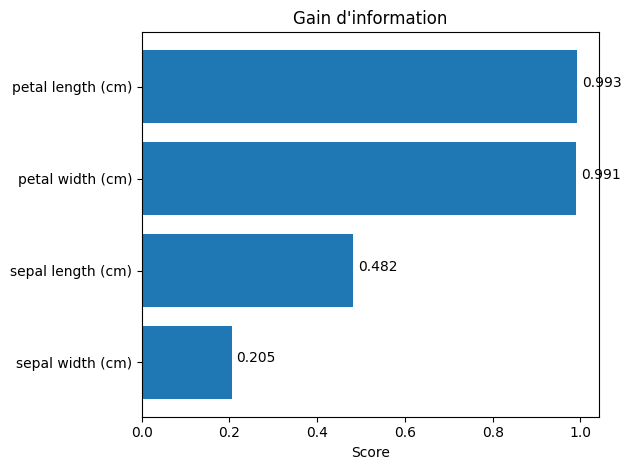 Gain d'information
petal length (cm)
0.993
petal width (cm)
0.991
sepal length (cm)
0.482
sepal width (cm)
0.205
0.0 0.2 0.4 0.6 0.8 1.0
Score